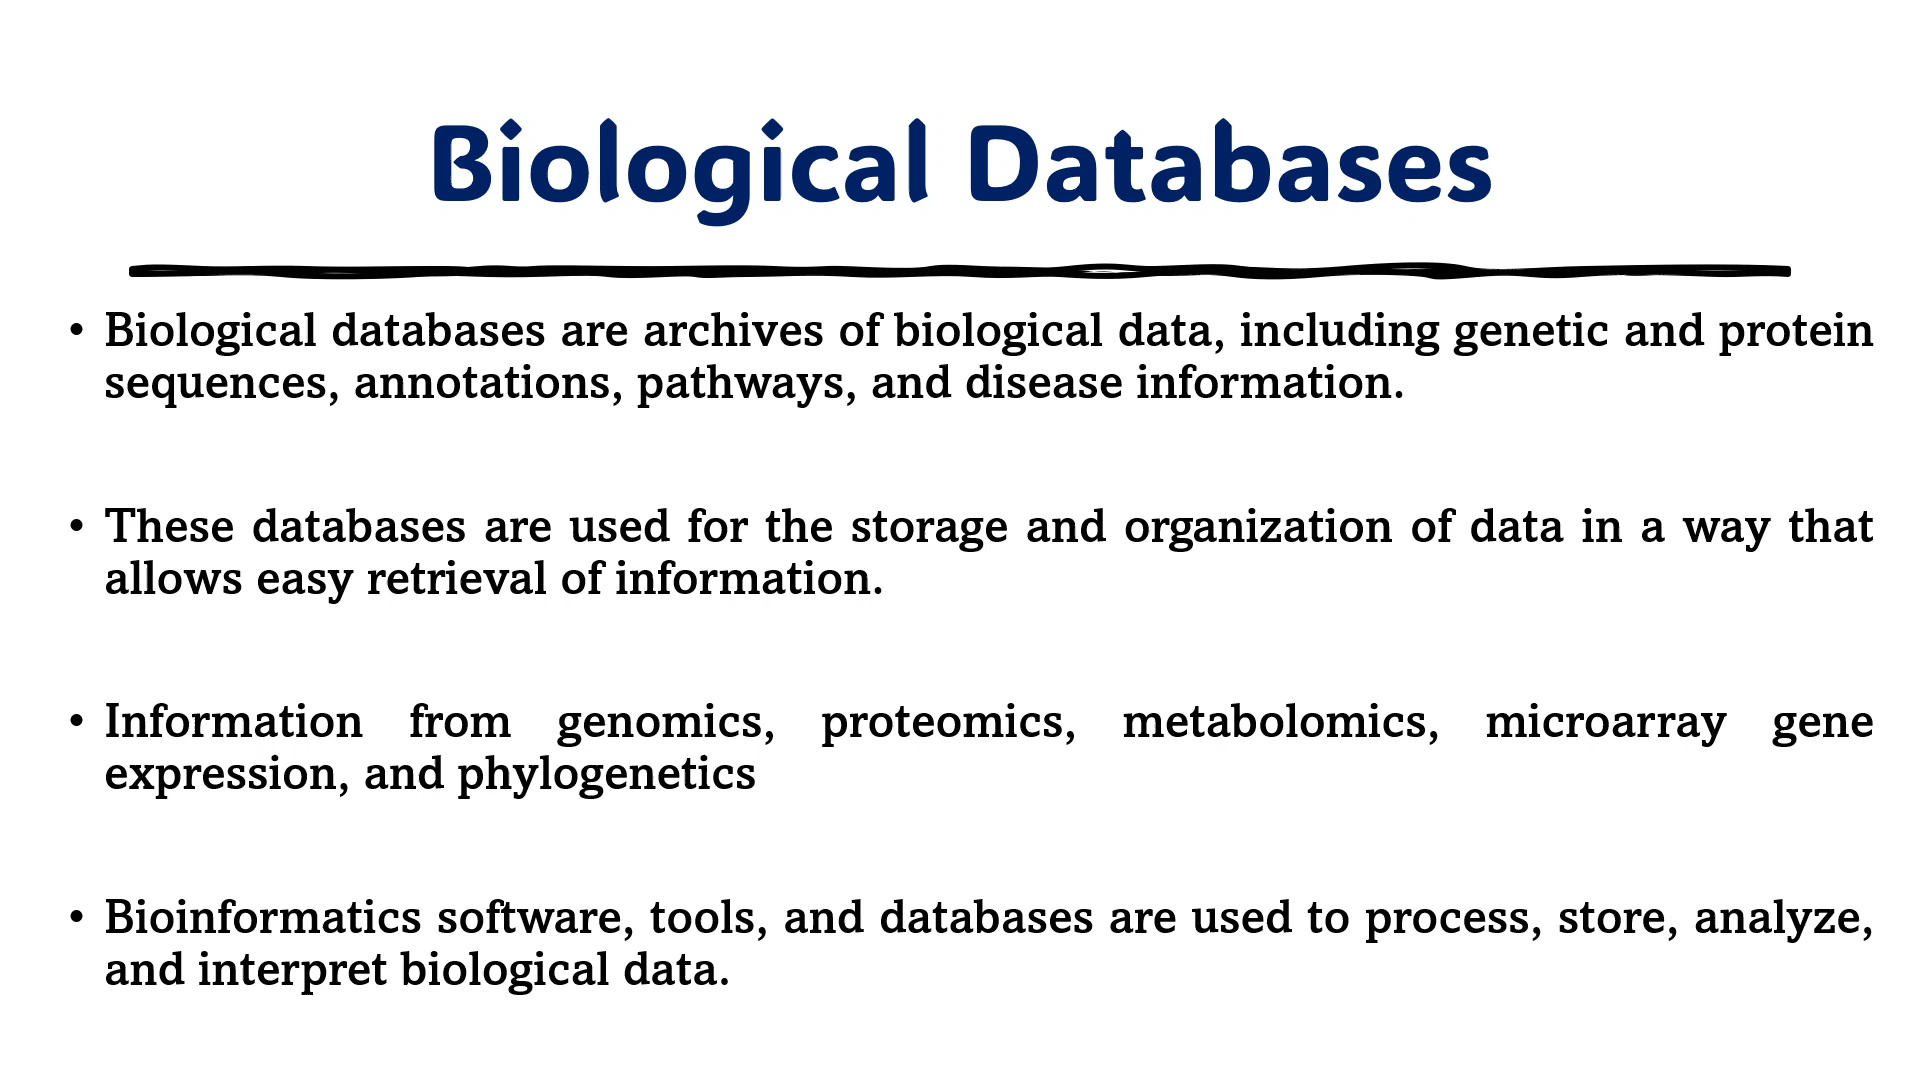 Biological Databases
• Biological databases are archives of biological data, including genetic and protein
sequences, annotations, pathways, and disease information.
• These databases are used for the storage and organization of data in a way that
allows easy retrieval of information.
• Information from genomics, proteomics, metabolomics, microarray gene
expression, and phylogenetics
• Bioinformatics software, tools, and databases are used to process, store, analyze,
and interpret biological data.